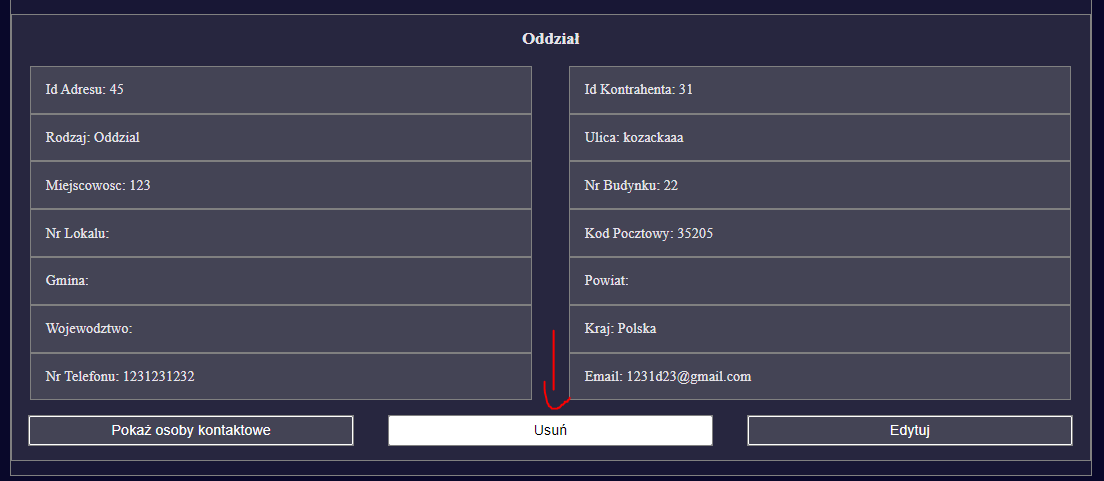 Oddział
Id Adresu: 45
Id Kontrahenta: 31
Rodzaj: Oddzial
Ulica: kozackaaa
Miejscowosc: 123
Nr Budynku: 22
Nr Lokalu:
Kod Pocztowy: 35205
Gmina:
Powiat:
Wojewodztwo:
Kraj: Polska
Nr Telefonu: 1231231232
Email: 1231d23@gmail.com
Pokaż osoby kontaktowe
Usuń
Edytuj